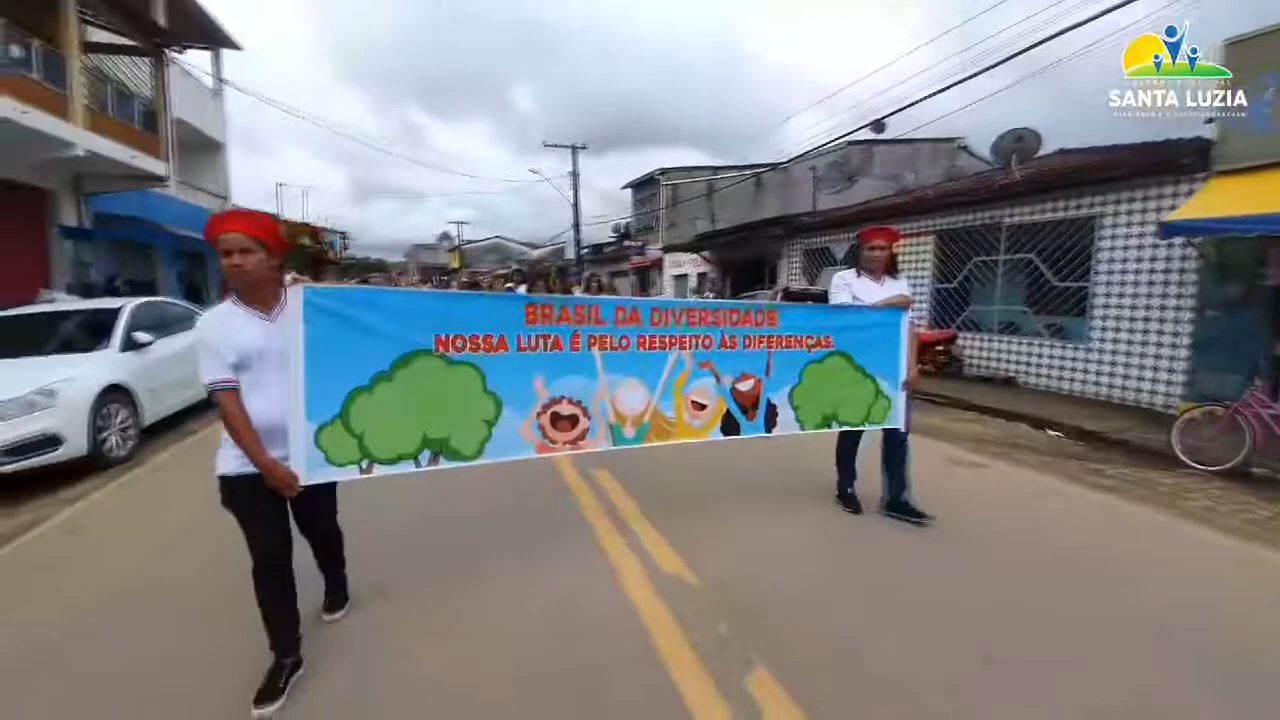 SANTA LUZIA
BRASIL DA DIVERSIDADE
NOSSA LUTA É PELO RESPEITO ÀS DIFERENÇAS.